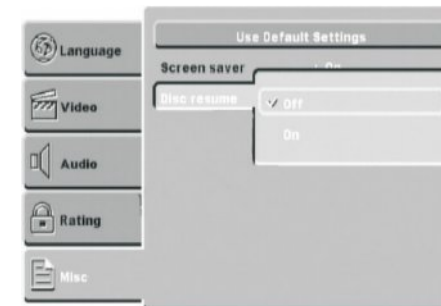 Language
Video
Audio
Rating
Misc
Use Default Settings
Screen saver : On
Disc resume
Off
On